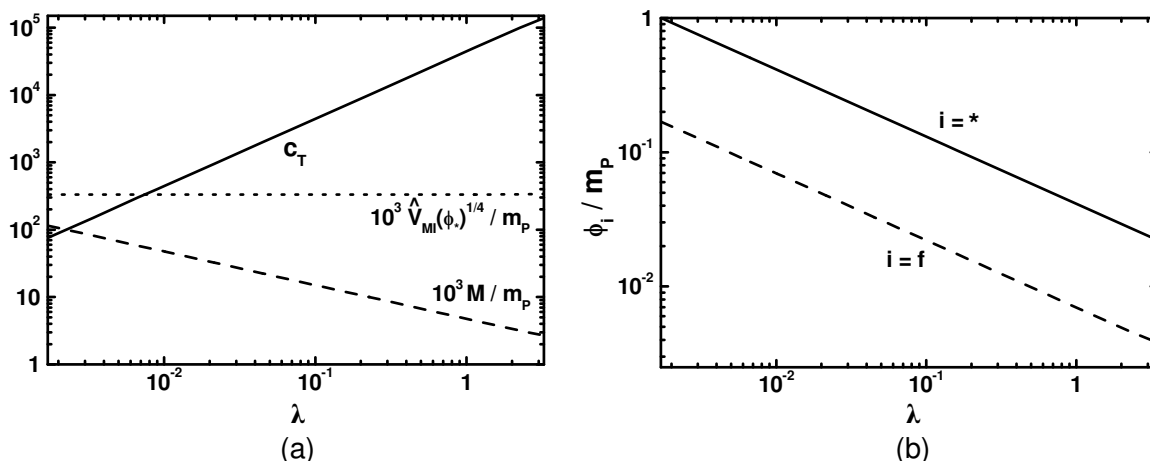 10^5
10^4
10^3
10^2
10
1
c_T
10^3 V̂_MI(ϕ_*)^1/4 / m_P
10^3 M / m_P
10^-2
10^-1
1
λ
(a)
ϕ_i / m_P
1
10^-1
10^-2
i = *
i = f
10^-2
10^-1
1
λ
(b)